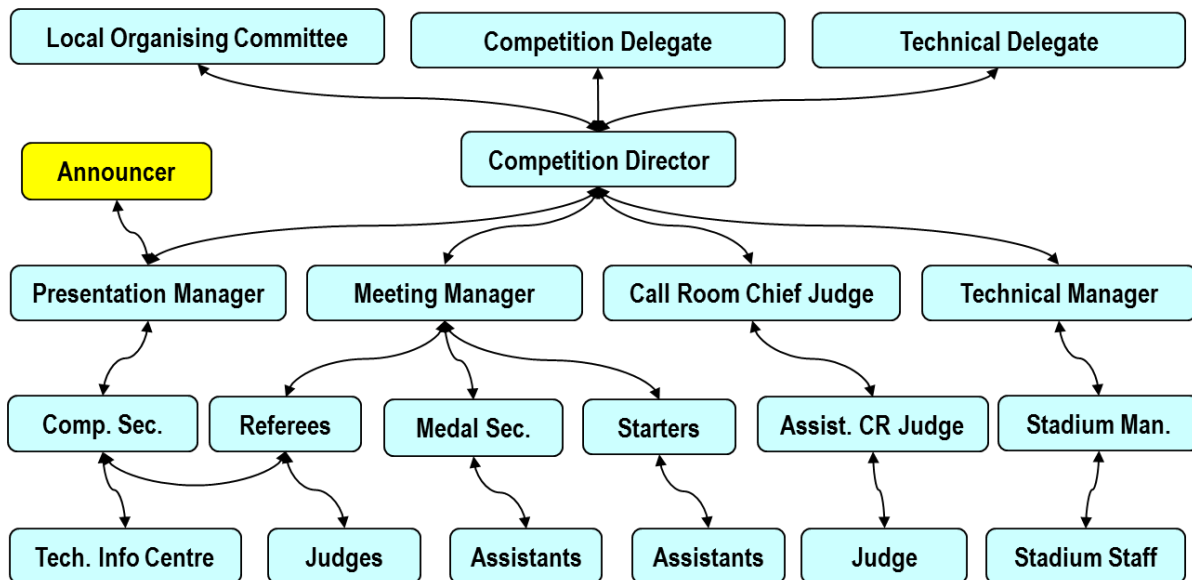 Local Organising Committee
Competition Delegate
Technical Delegate
Competition Director
Announcer
Presentation Manager
Meeting Manager
Call Room Chief Judge
Technical Manager
Comp. Sec.
Referees
Medal Sec.
Starters
Assist. CR Judge
Stadium Man.
Tech. Info Centre
Judges
Assistants
Assistants
Judge
Stadium Staff